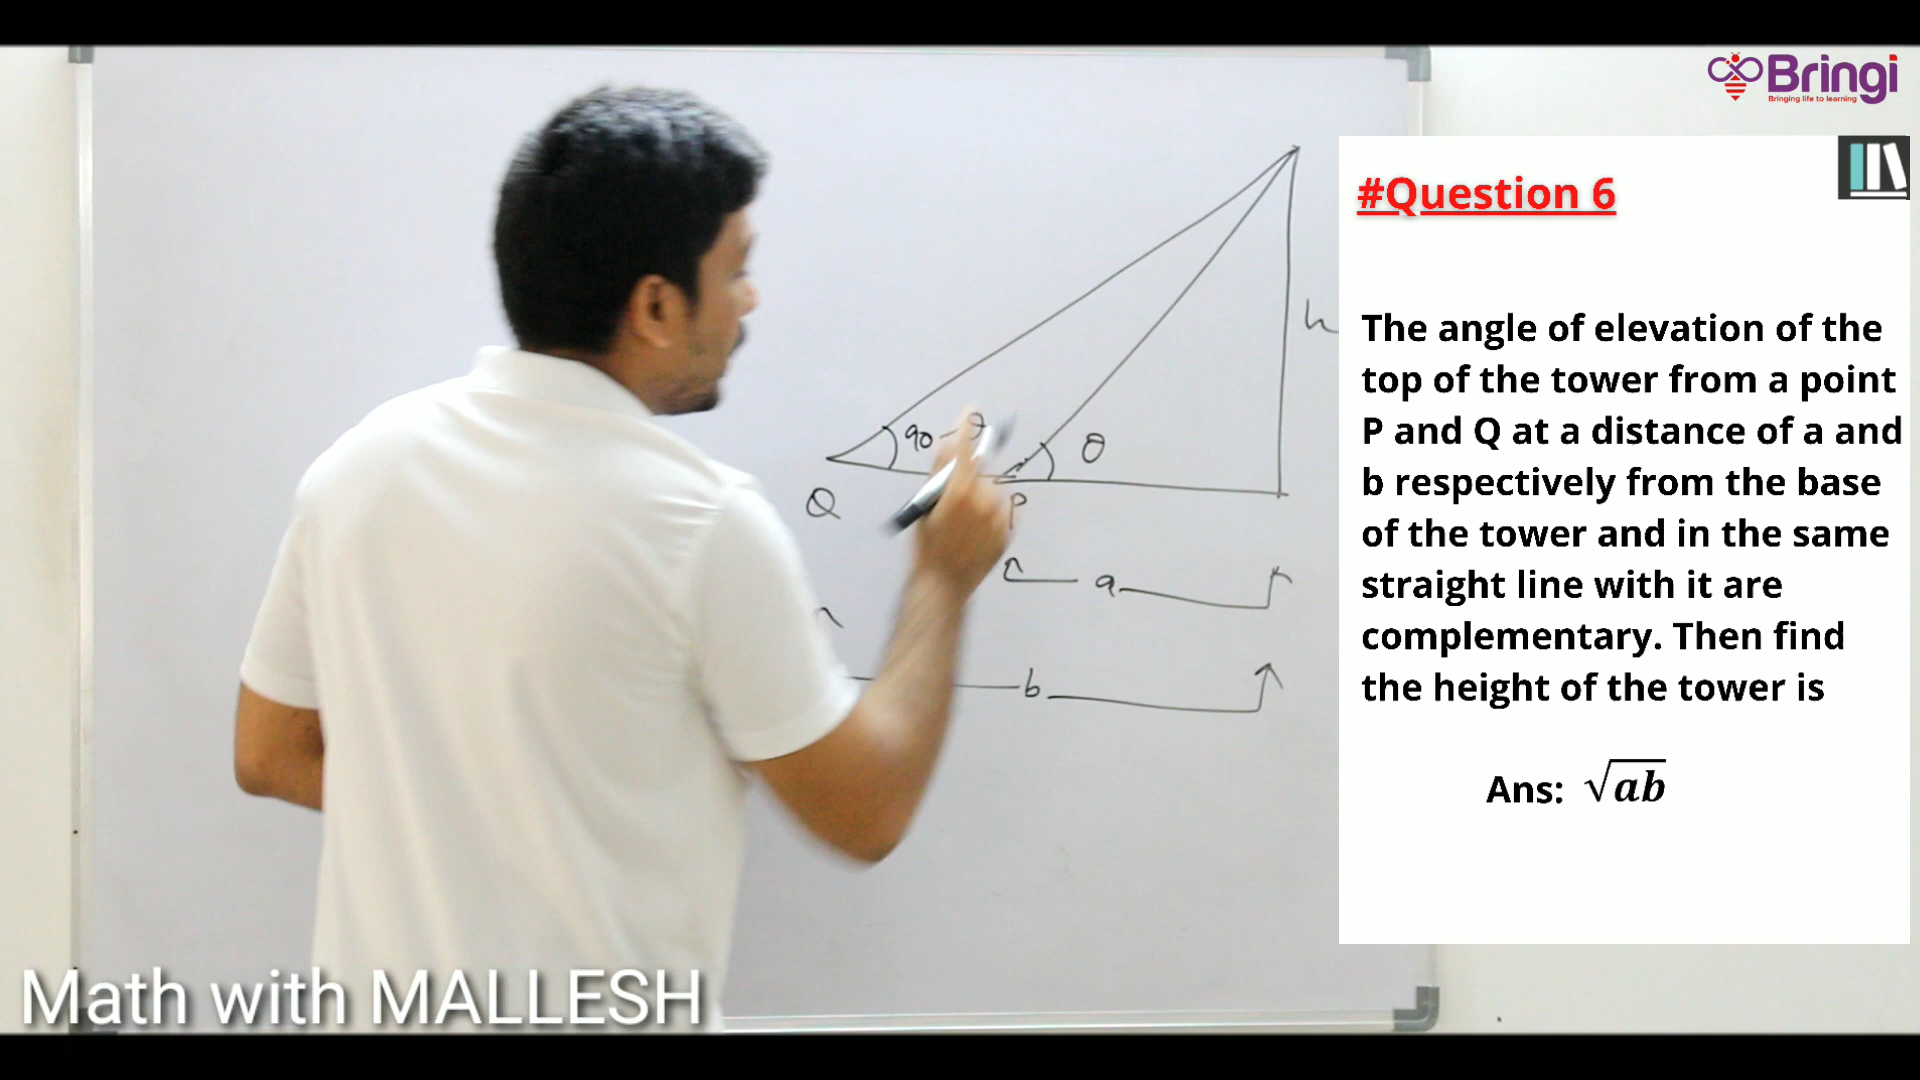 Bringi
Bringing life to learning
#Question 6
The angle of elevation of the
top of the tower from a point
P and Q at a distance of a and
b respectively from the base
of the tower and in the same
straight line with it are
complementary. Then find
the height of the tower is
Ans: √ab
h
90 - θ
θ
Q
P
a
b
Math with MALLESH